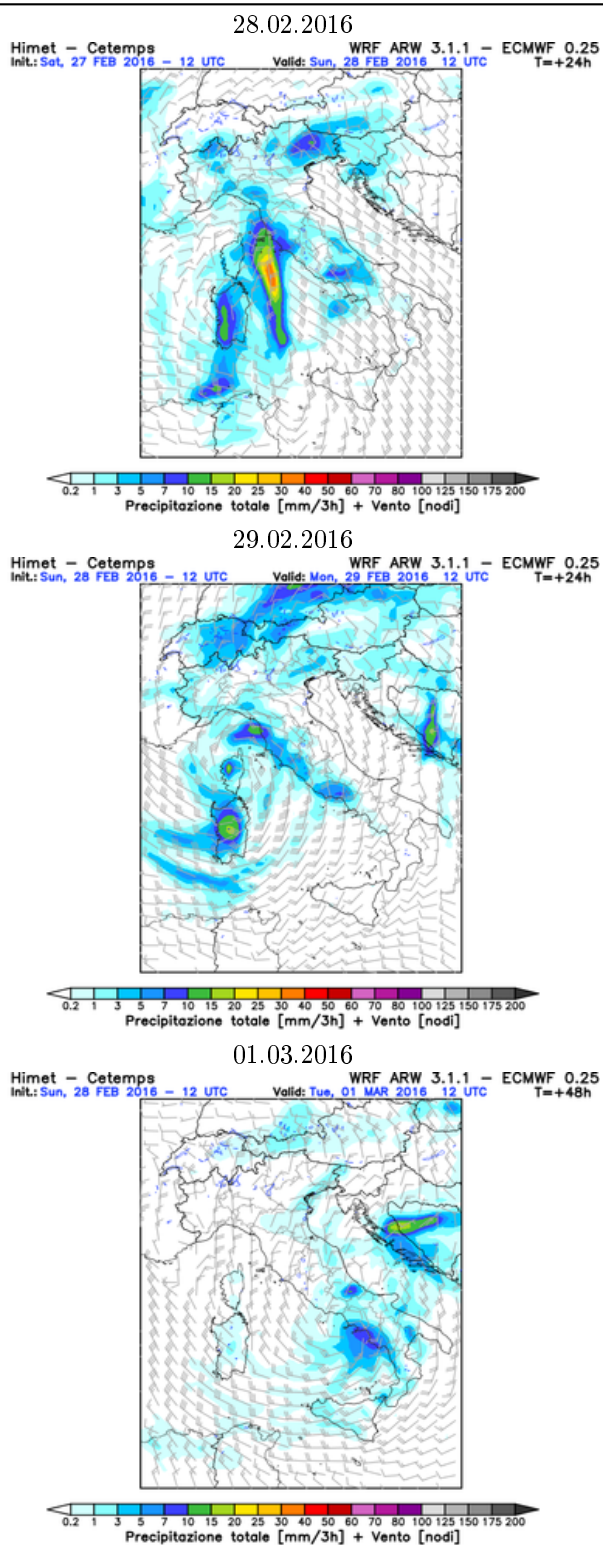 28.02.2016
Himet – Cetemps WRF ARW 3.1.1 – ECMWF 0.25
Init.: Sat, 27 FEB 2016 – 12 UTC Valid: Sun, 28 FEB 2016 12 UTC T=+24h
0.2 1 3 5 7 10 15 20 25 30 40 50 60 70 80 100 125 150 175 200
Precipitazione totale [mm/3h] + Vento [nodi]
29.02.2016
Himet – Cetemps WRF ARW 3.1.1 – ECMWF 0.25
Init.: Sun, 28 FEB 2016 – 12 UTC Valid: Mon, 29 FEB 2016 12 UTC T=+24h
0.2 1 3 5 7 10 15 20 25 30 40 50 60 70 80 100 125 150 175 200
Precipitazione totale [mm/3h] + Vento [nodi]
01.03.2016
Himet – Cetemps WRF ARW 3.1.1 – ECMWF 0.25
Init.: Sun, 28 FEB 2016 – 12 UTC Valid: Tue, 01 MAR 2016 12 UTC T=+48h
0.2 1 3 5 7 10 15 20 25 30 40 50 60 70 80 100 125 150 175 200
Precipitazione totale [mm/3h] + Vento [nodi]